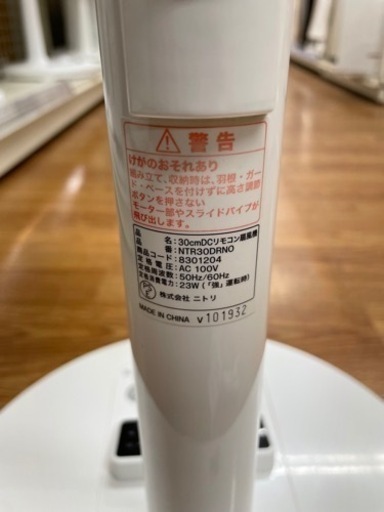 ⚠ 警告
けがのおそれあり
組み立て、収納時は、羽根・ガー
ド・ベースを付けずに高さ調節
ボタンを押さない
モーター部やスライドパイプが
飛び出します。
品名:30cmDCリモコン扇風機
品番:NTR30DRNO
商品コード:8301204
定格電圧:AC 100V
定格周波数:50Hz/60Hz
定格消費電力:23W(「強」運転時)
株式会社 ニトリ
MADE IN CHINA V101932